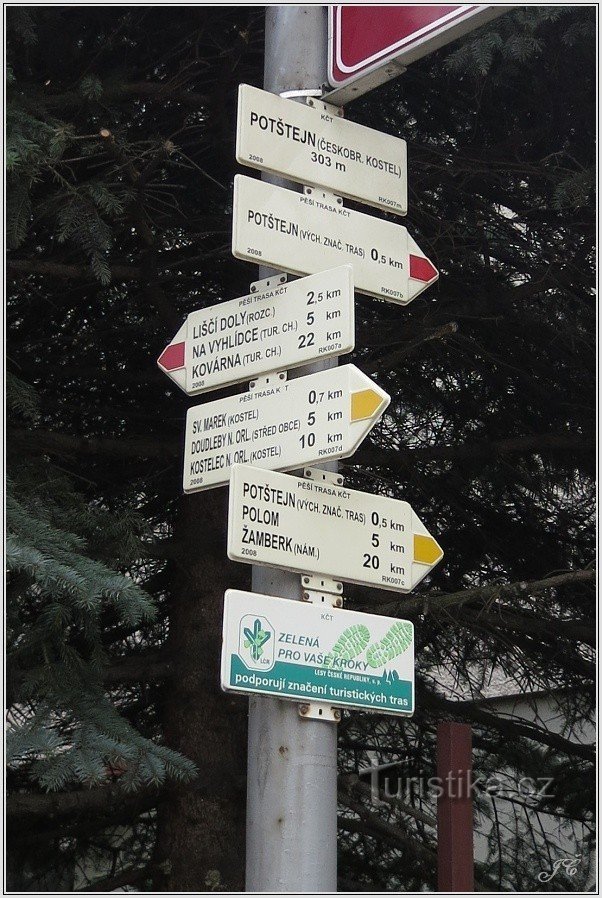 KČT
POTŠTEJN (ČESKOBR. KOSTEL)
303 m
2008 RK007m
PĚŠÍ TRASA KČT
POTŠTEJN (VÝCH. ZNAČ. TRAS) 0,5 km
2008 RK007b
PĚŠÍ TRASA KČT
LIŠČÍ DOLY (ROZC.) 2,5 km
NA VYHLÍDCE (TUR. CH.) 5 km
KOVÁRNA (TUR. CH.) 22 km
2008 RK007a
PĚŠÍ TRASA K T
SV. MAREK (KOSTEL) 0,7 km
DOUDLEBY N. ORL. (STŘED OBCE) 5 km
KOSTELEC N. ORL. (KOSTEL) 10 km
2008 RK007d
PĚŠÍ TRASA KČT
POTŠTEJN (VÝCH. ZNAČ. TRAS) 0,5 km
POLOM 5 km
ŽAMBERK (NÁM.) 20 km
2008 RK007c
KČT
LČR
ZELENÁ
PRO VAŠE KROKY
LESY ČESKÉ REPUBLIKY, s. p.
podporují značení turistických tras
Turistika.cz
JČ